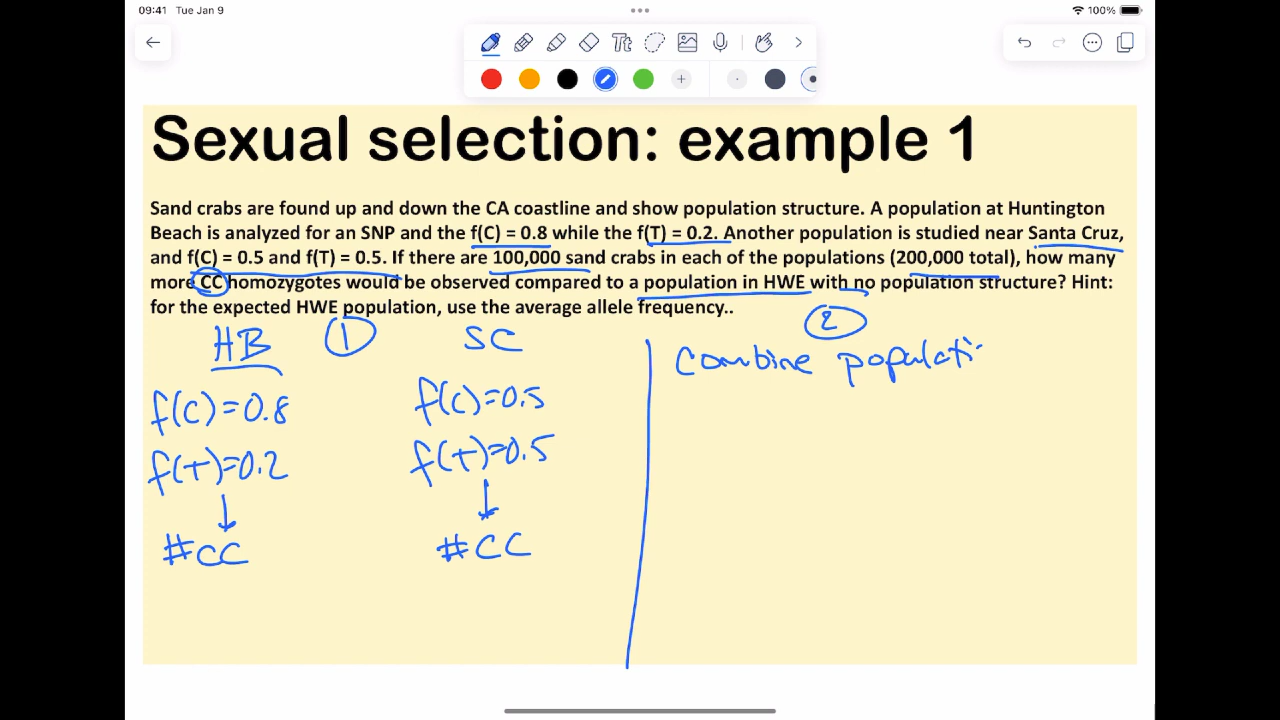 09:41 Tue Jan 9
100%
Tt
Sexual selection: example 1
Sand crabs are found up and down the CA coastline and show population structure. A population at Huntington
Beach is analyzed for an SNP and the f(C) = 0.8 while the f(T) = 0.2. Another population is studied near Santa Cruz,
and f(C) = 0.5 and f(T) = 0.5. If there are 100,000 sand crabs in each of the populations (200,000 total), how many
more CC homozygotes would be observed compared to a population in HWE with no population structure? Hint:
for the expected HWE population, use the average allele frequency..
HB 1 SC 2
Combine populati
f(C)=0.8 f(C)=0.5
f(T)=0.2 f(T)=0.5
#CC #CC